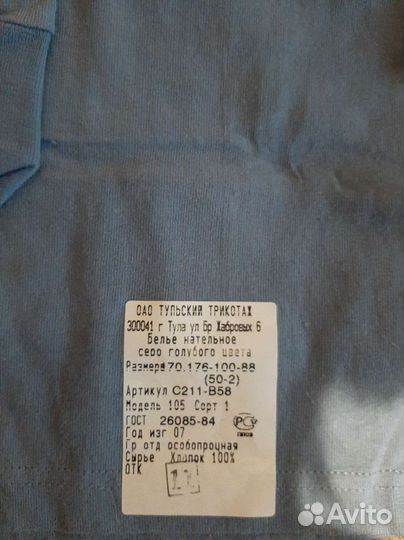 ОАО ТУЛЬСКИЙ ТРИКОТАЖ
300041 г Тула ул Бр Жабровых 6
Белье нательное
серо голубого цвета
Размеры 170,176-100-88
(50-2)
Артикул С211-В58
Модель 105 Сорт 1
ГОСТ 26085-84
Год изг 07
Гр отд особопрочная
Сырье Хлопок 100%
ОТК
Avito